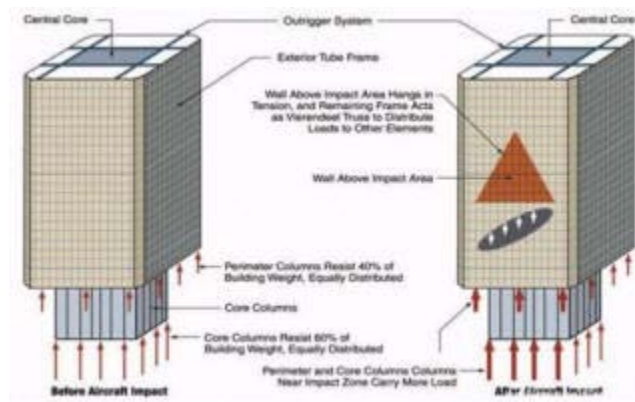 Central Core
Outrigger System
Central Core
Exterior Tube Frame
Wall Above Impact Area Hangs in
Tension, and Remaining Frame Acts
as Vierendeel Truss to Distribute
Loads to Other Elements
Wall Above Impact Area
Perimeter Columns Resist 40% of
Building Weight, Equally Distributed
Core Columns
Core Columns Resist 60% of
Building Weight, Equally Distributed
Perimeter and Core Columns Columns
Near Impact Zone Carry More Load
Before Aircraft Impact
After Aircraft Impact